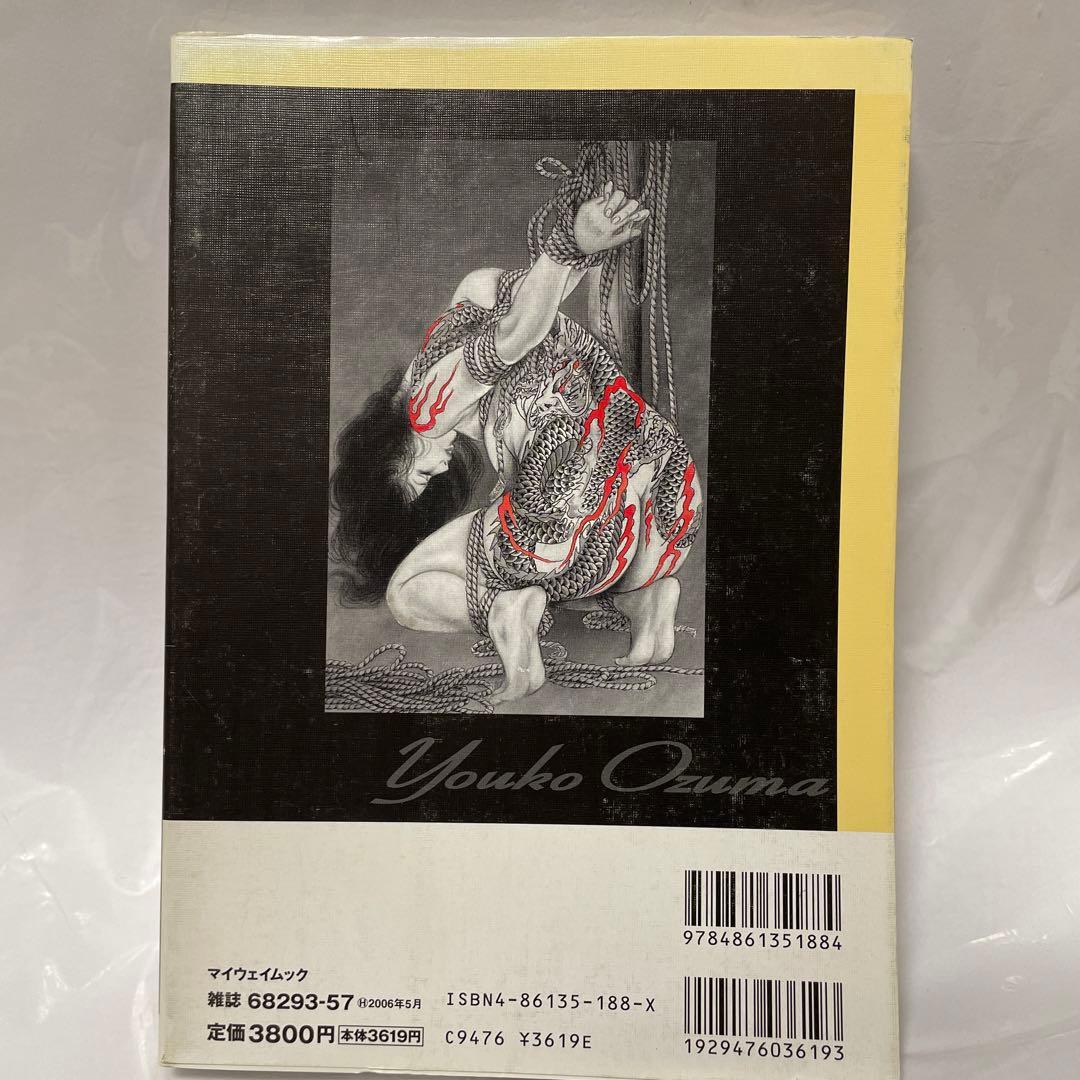 Youko Ozuma
9784861351884
マイウェイムック
雑誌 68293-57 Ⓗ2006年5月
ISBN4-86135-188-X
定価3800円 本体3619円
C9476 ¥3619E
1929476036193